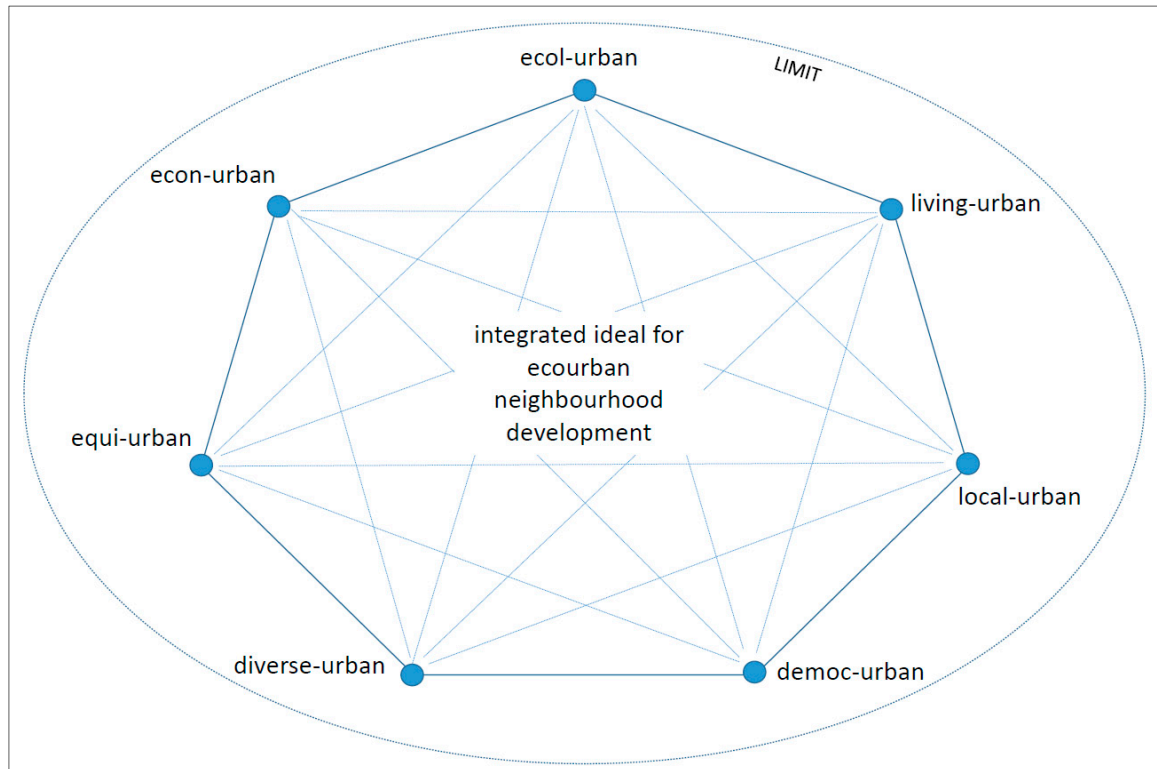 ecol-urban
LIMIT
econ-urban
living-urban
integrated ideal for
ecourban
neighbourhood
development
equi-urban
local-urban
diverse-urban
democ-urban